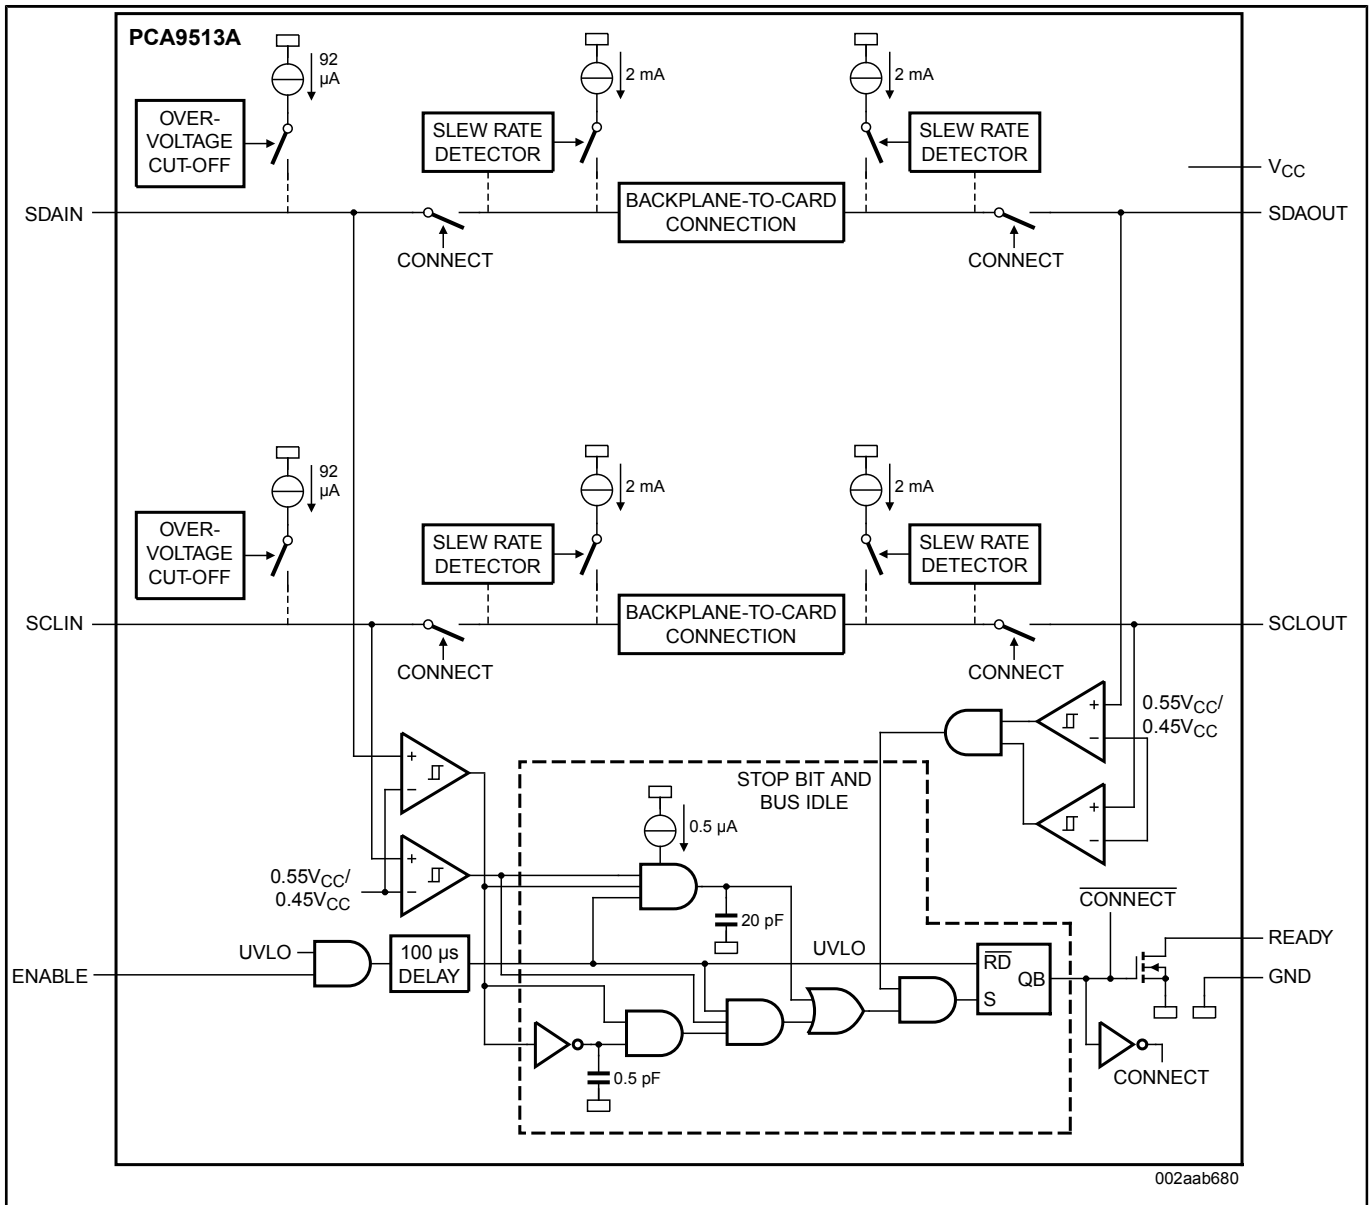 PCA9513A
92
µA
2 mA
2 mA
OVER-
VOLTAGE
CUT-OFF
SLEW RATE
DETECTOR
SLEW RATE
DETECTOR
VCC
SDAIN
BACKPLANE-TO-CARD
CONNECTION
SDAOUT
CONNECT
CONNECT
92
µA
2 mA
2 mA
OVER-
VOLTAGE
CUT-OFF
SLEW RATE
DETECTOR
SLEW RATE
DETECTOR
SCLIN
BACKPLANE-TO-CARD
CONNECTION
SCLOUT
CONNECT
CONNECT
+
−
0.55VCC/
0.45VCC
+
−
STOP BIT AND
BUS IDLE
+
−
0.5 µA
+
−
0.55VCC/
0.45VCC
20 pF
CONNECT
UVLO
100 µs
DELAY
UVLO
READY
ENABLE
RD
QB
S
GND
0.5 pF
CONNECT
002aab680